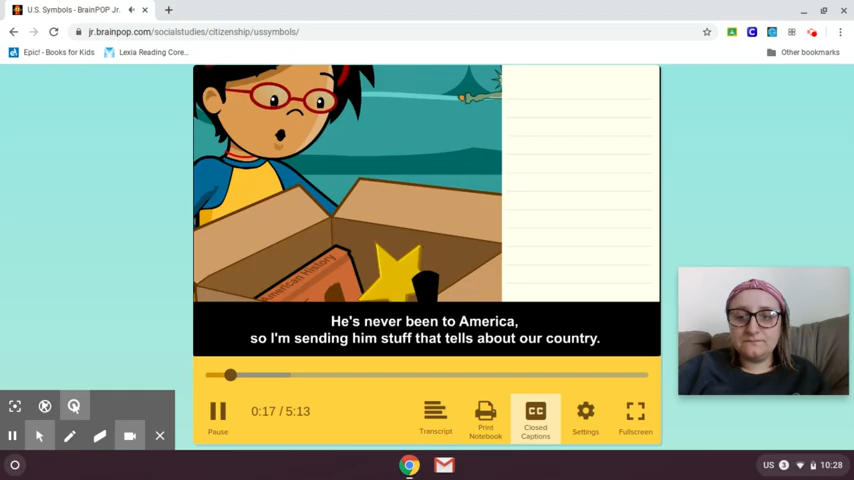 U.S. Symbols - BrainPOP Jr.
jr.brainpop.com/socialstudies/citizenship/ussymbols/
Epic! - Books for Kids
Lexia Reading Core...
Other bookmarks
American History
He's never been to America,
so I'm sending him stuff that tells about our country.
0:17 / 5:13
Pause
Transcript
Print
Notebook
CC
Closed
Captions
Settings
Fullscreen
US 3 10:28